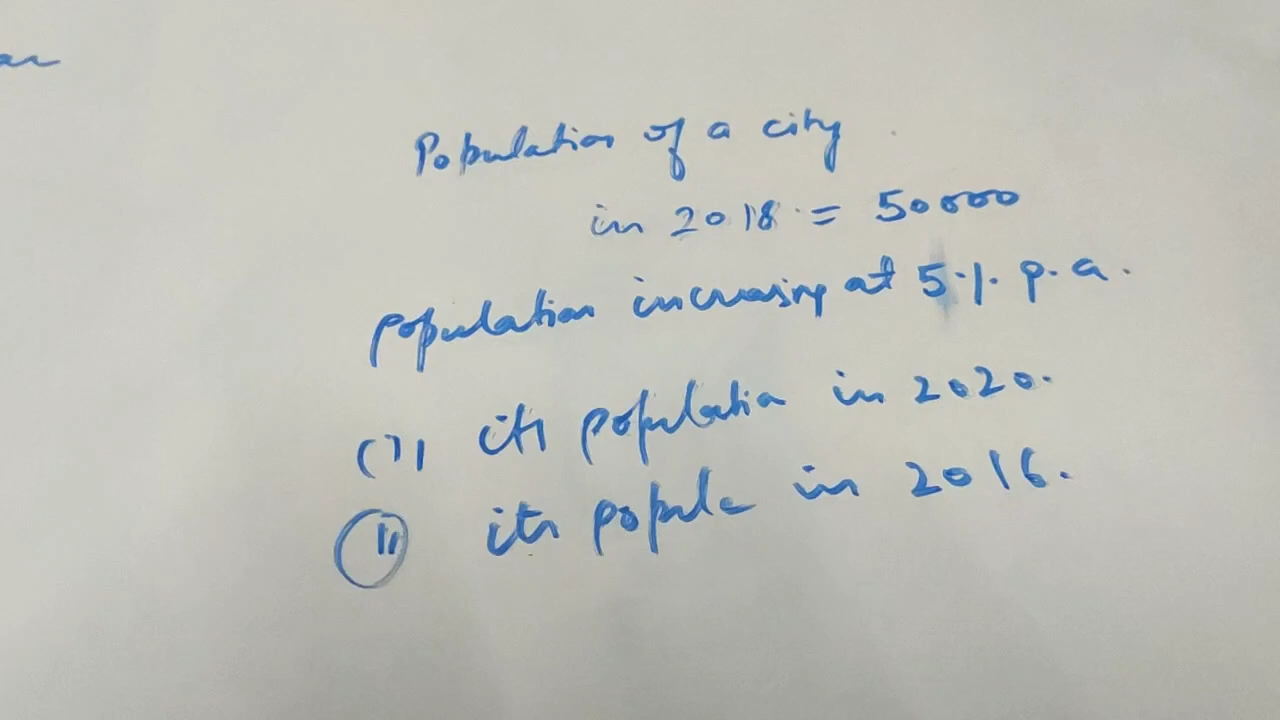 Population of a city
in 2018 = 50000
population increasing at 5% p.a.
(i) its population in 2020.
(ii) its popula in 2016.